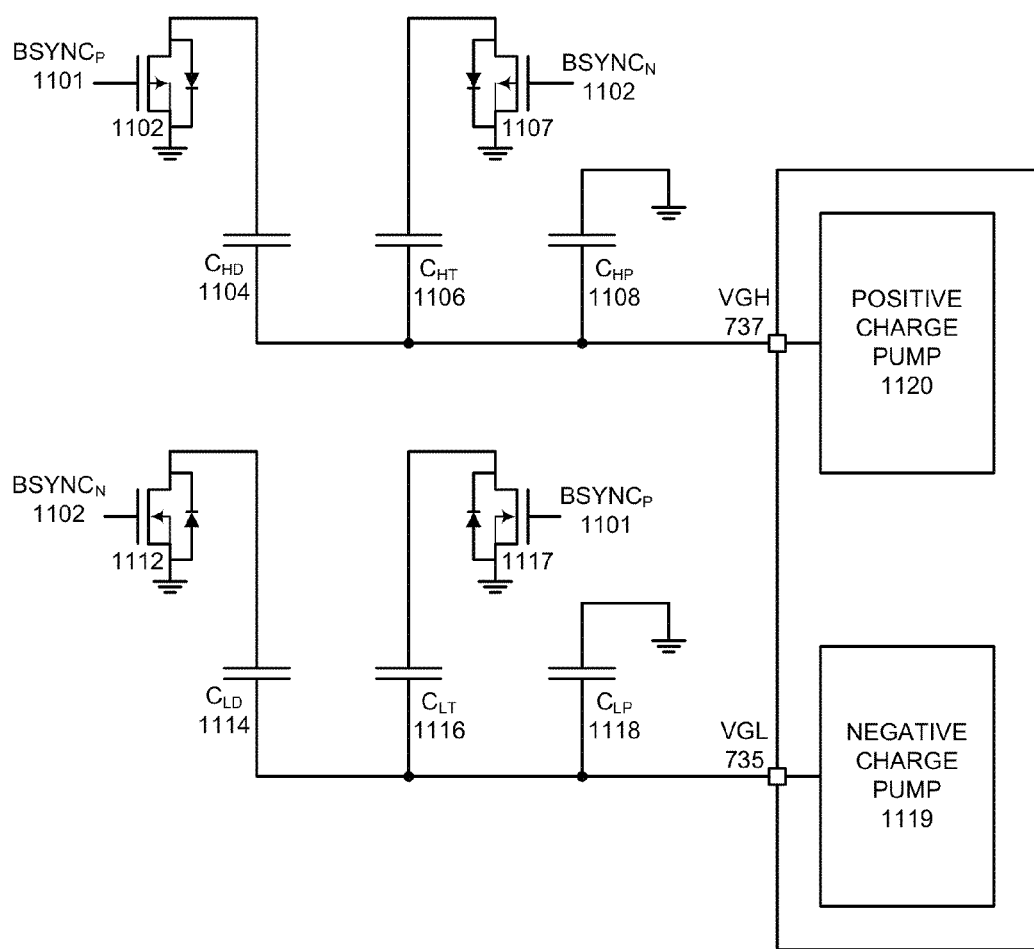 BSYNCP
1101
1102
BSYNCN
1102
1107
CHD
1104
CHT
1106
CHP
1108
VGH
737
POSITIVE
CHARGE
PUMP
1120
BSYNCN
1102
1112
BSYNCP
1101
1117
CLD
1114
CLT
1116
CLP
1118
VGL
735
NEGATIVE
CHARGE
PUMP
1119